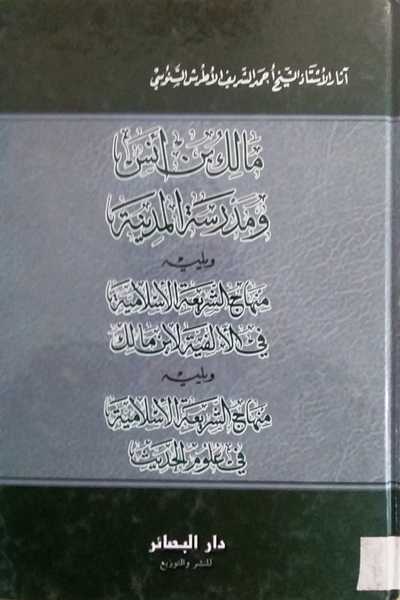 آثار الأستاذ الشيخ أحمد الشريف الأطرش السنوسي
مالك بن أنس
ومدرسة المدينة
ويليه
منهاج الشريعة الإسلامية
في الألفية لابن مالك
ويليه
منهاج الشريعة الإسلامية
في علوم الحديث
دار البصائر
للنشر والتوزيع